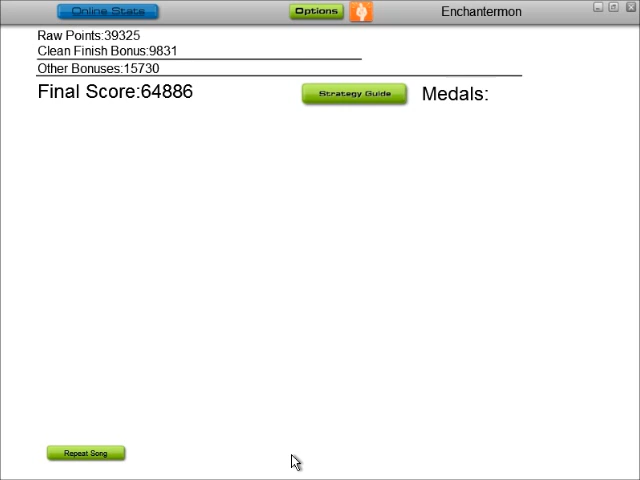 Online Stats
Options
Enchantermon
Raw Points:39325
Clean Finish Bonus:9831
Other Bonuses:15730
Final Score:64886
Strategy Guide
Medals:
Repeat Song